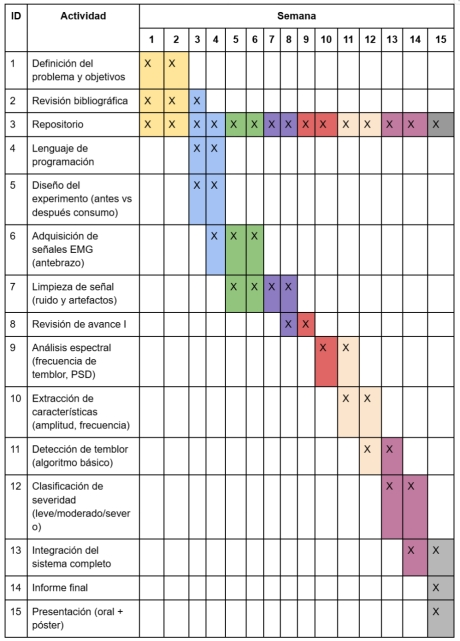 ID Actividad Semana
1 2 3 4 5 6 7 8 9 10 11 12 13 14 15
1 Definición del X X
problema y objetivos
2 Revisión bibliográfica X X X
3 Repositorio X X X X X X X X X X X X X X X
4 Lenguaje de X X
programación
5 Diseño del X X
experimento (antes vs
después consumo)
6 Adquisición de X X X
señales EMG
(antebrazo)
7 Limpieza de señal X X X X
(ruido y artefactos)
8 Revisión de avance I X X
9 Análisis espectral X X
(frecuencia de
temblor, PSD)
10 Extracción de X X
características
(amplitud, frecuencia)
11 Detección de temblor X X
(algoritmo básico)
12 Clasificación de X X
severidad
(leve/moderado/sever
o)
13 Integración del X X
sistema completo
14 Informe final X
15 Presentación (oral + X
póster)